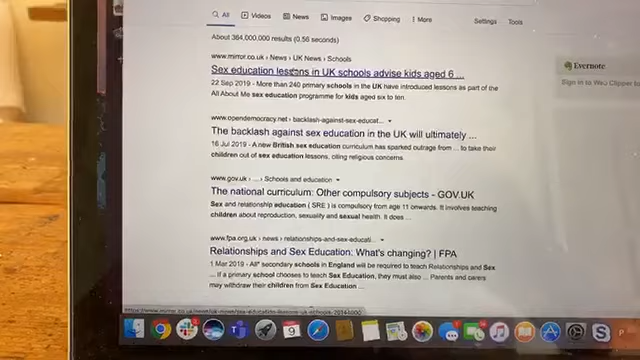 All Videos News Images Shopping More Settings Tools
About 364,000,000 results (0.56 seconds)
www.mirror.co.uk › News › UK News › Schools
Sex education lessons in UK schools advise kids aged 6 ...
22 Sep 2019 - More than 240 primary schools in the UK have introduced lessons as part of the
All About Me sex education programme for kids aged six to ten.
www.opendemocracy.net › backlash-against-sex-educat...
The backlash against sex education in the UK will ultimately ...
16 Jul 2019 - A new British sex education curriculum has sparked outrage from ... to take their
children out of sex education lessons, citing religious concerns.
www.gov.uk › ... › Schools and education
The national curriculum: Other compulsory subjects - GOV.UK
Sex and relationship education (SRE) is compulsory from age 11 onwards. It involves teaching
children about reproduction, sexuality and sexual health. It does ...
www.fpa.org.uk › news › relationships-and-sex-educati...
Relationships and Sex Education: What's changing? | FPA
1 Mar 2019 - All* secondary schools in England will be required to teach Relationships and Sex
... If a primary school chooses to teach Sex Education, they must also ... Parents and carers
may withdraw their children from Sex Education ...
Evernote
Sign in to Web Clipper to
9